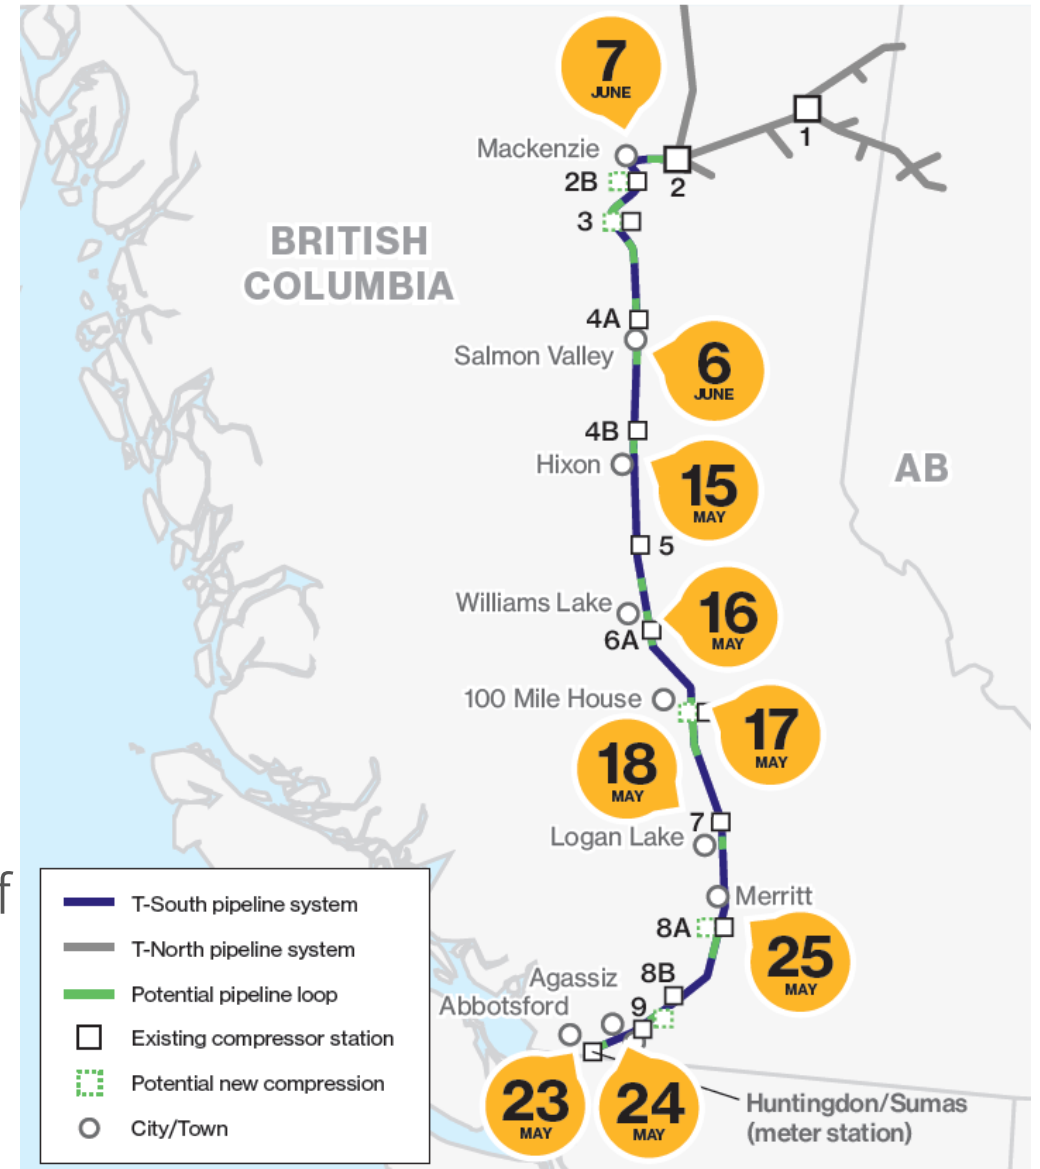 7
JUNE
Mackenzie
1
2B
2
3
BRITISH
COLUMBIA
4A
Salmon Valley
6
JUNE
4B
Hixon
15
MAY
AB
5
Williams Lake
16
MAY
6A
100 Mile House
17
MAY
18
MAY
7
Logan Lake
f
Merritt
8A
25
MAY
8B
Agassiz
Abbotsford
9
23
MAY
24
MAY
Huntingdon/Sumas
(meter station)
T-South pipeline system
T-North pipeline system
Potential pipeline loop
Existing compressor station
Potential new compression
City/Town